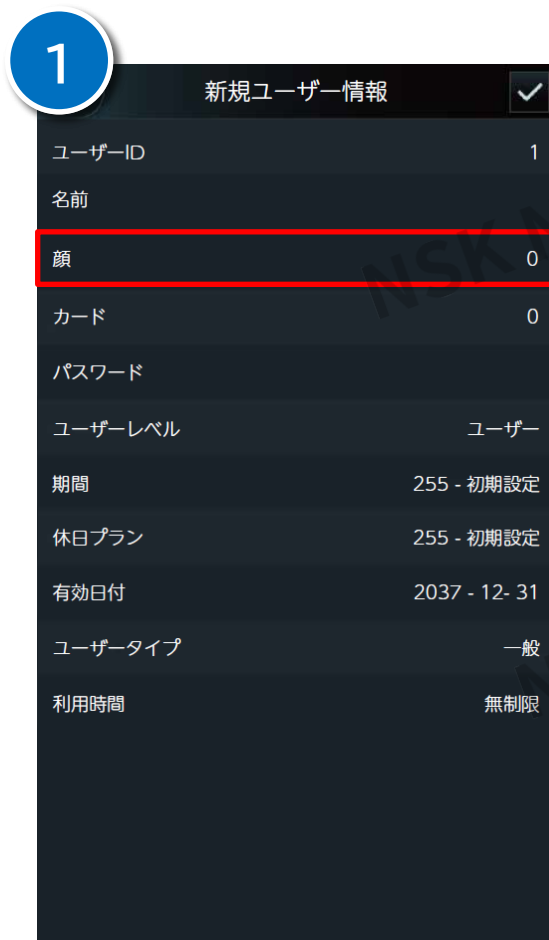 1
新規ユーザー情報
ユーザーID 1
名前
顔 0
カード 0
パスワード
ユーザーレベル ユーザー
期間 255 - 初期設定
休日プラン 255 - 初期設定
有効日付 2037 - 12- 31
ユーザータイプ 一般
利用時間 無制限
NSK